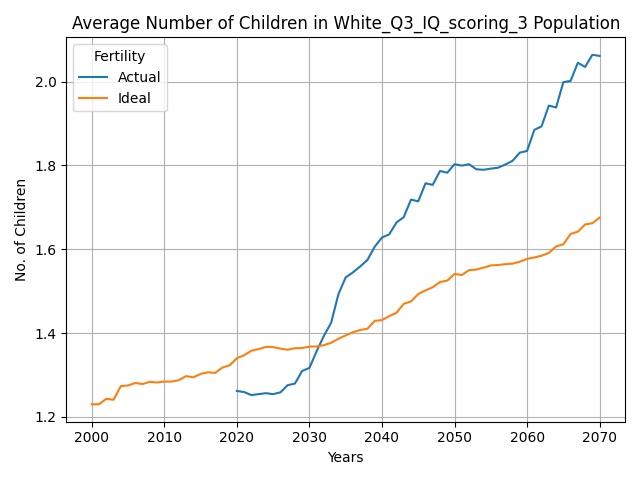 Average Number of Children in White_Q3_IQ_scoring_3 Population
Fertility
Actual
Ideal
No. of Children
2.0
1.8
1.6
1.4
1.2
2000 2010 2020 2030 2040 2050 2060 2070
Years